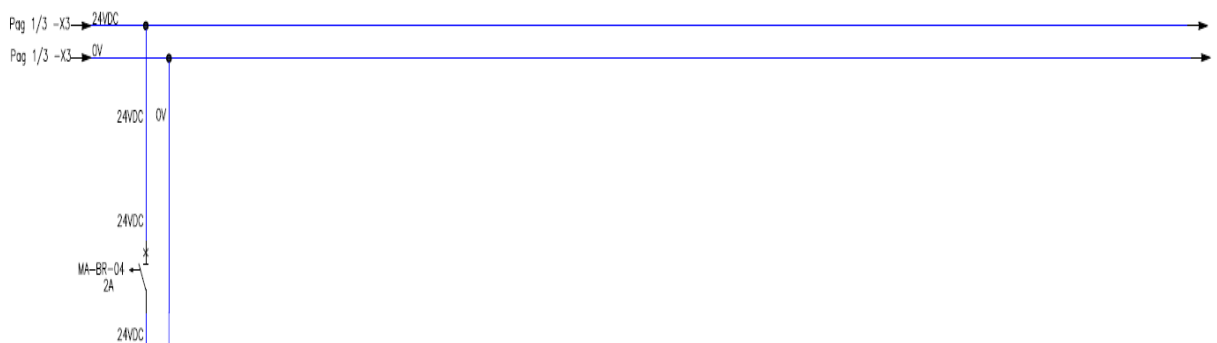 Pag 1/3 -X3 24VDC
Pag 1/3 -X3 0V
24VDC 0V
24VDC
MA-BR-04
2A
24VDC